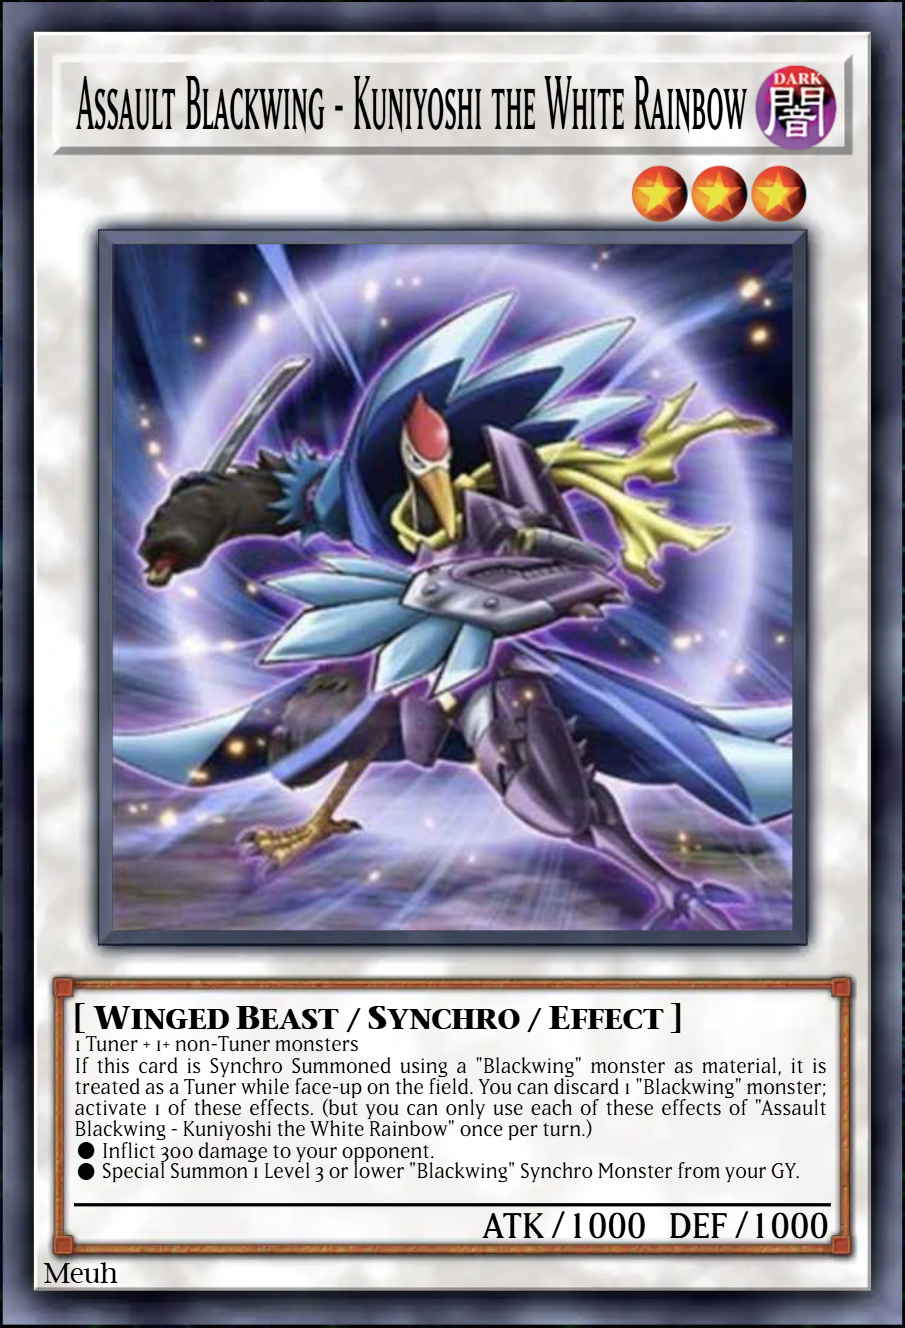 Assault Blackwing - Kuniyoshi the White Rainbow
DARK
闇
[ Winged Beast / Synchro / Effect ]
1 Tuner + 1+ non-Tuner monsters
If this card is Synchro Summoned using a "Blackwing" monster as material, it is
treated as a Tuner while face-up on the field. You can discard 1 "Blackwing" monster;
activate 1 of these effects. (but you can only use each of these effects of "Assault
Blackwing - Kuniyoshi the White Rainbow" once per turn.)
● Inflict 300 damage to your opponent.
● Special Summon 1 Level 3 or lower "Blackwing" Synchro Monster from your GY.
ATK / 1000 DEF / 1000
Meuh